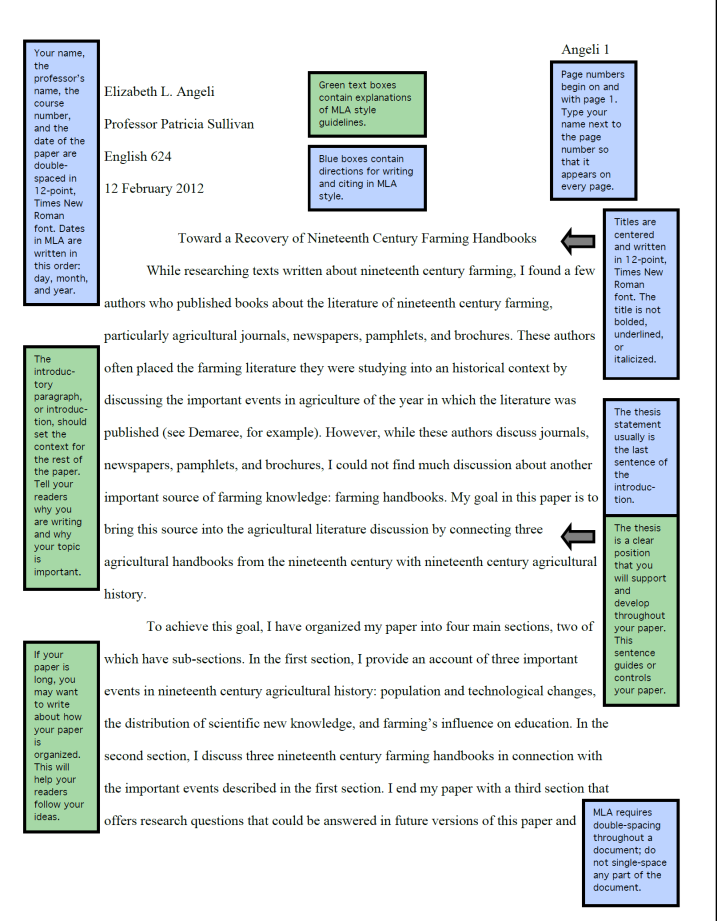 Angeli 1
Your name,
the
professor's
name, the
course
number,
and the
date of the
paper are
double-
spaced in
12-point,
Times New
Roman
font. Dates
in MLA are
written in
this order:
day, month,
and year.
Elizabeth L. Angeli
Professor Patricia Sullivan
English 624
12 February 2012
Green text boxes
contain explanations
of MLA style
guidelines.
Blue boxes contain
directions for writing
and citing in MLA
style.
Page numbers
begin on and
with page 1.
Type your
name next to
the page
number so
that it
appears on
every page.
Toward a Recovery of Nineteenth Century Farming Handbooks
Titles are
centered
and written
in 12-point,
Times New
Roman
font. The
title is not
bolded,
underlined,
or
italicized.
While researching texts written about nineteenth century farming, I found a few
authors who published books about the literature of nineteenth century farming,
particularly agricultural journals, newspapers, pamphlets, and brochures. These authors
often placed the farming literature they were studying into an historical context by
discussing the important events in agriculture of the year in which the literature was
published (see Demaree, for example). However, while these authors discuss journals,
newspapers, pamphlets, and brochures, I could not find much discussion about another
important source of farming knowledge: farming handbooks. My goal in this paper is to
bring this source into the agricultural literature discussion by connecting three
agricultural handbooks from the nineteenth century with nineteenth century agricultural
history.
The
introduc-
tory
paragraph,
or introduc-
tion, should
set the
context for
the rest of
the paper.
Tell your
readers
why you
are writing
and why
your topic
is
important.
The thesis
statement
usually is
the last
sentence of
the
introduc-
tion.
The thesis
is a clear
position
that you
will support
and
develop
throughout
your paper.
This
sentence
guides or
controls
your paper.
To achieve this goal, I have organized my paper into four main sections, two of
which have sub-sections. In the first section, I provide an account of three important
events in nineteenth century agricultural history: population and technological changes,
the distribution of scientific new knowledge, and farming's influence on education. In the
second section, I discuss three nineteenth century farming handbooks in connection with
the important events described in the first section. I end my paper with a third section that
offers research questions that could be answered in future versions of this paper and
If your
paper is
long, you
may want
to write
about how
your paper
is
organized.
This will
help your
readers
follow your
ideas.
MLA requires
double-spacing
throughout a
document; do
not single-space
any part of the
document.